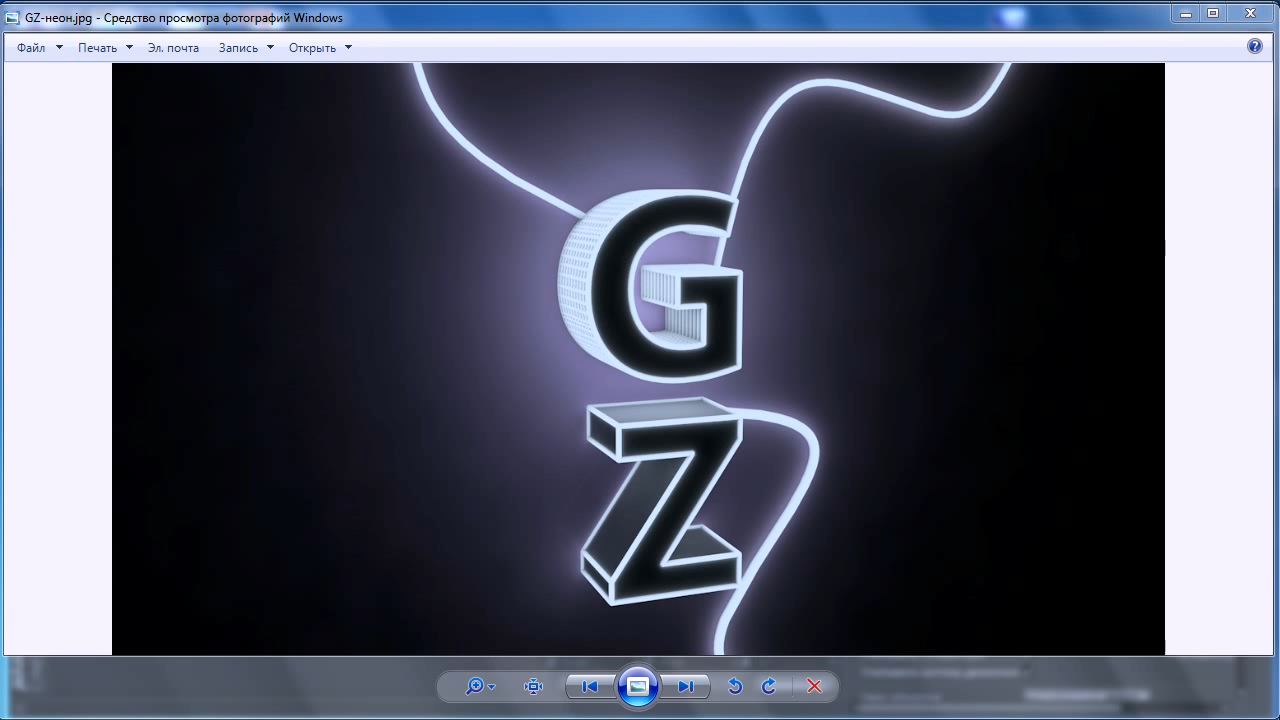 GZ-неон.jpg - Средство просмотра фотографий Windows
Файл Печать Эл. почта Запись Открыть
G
Z